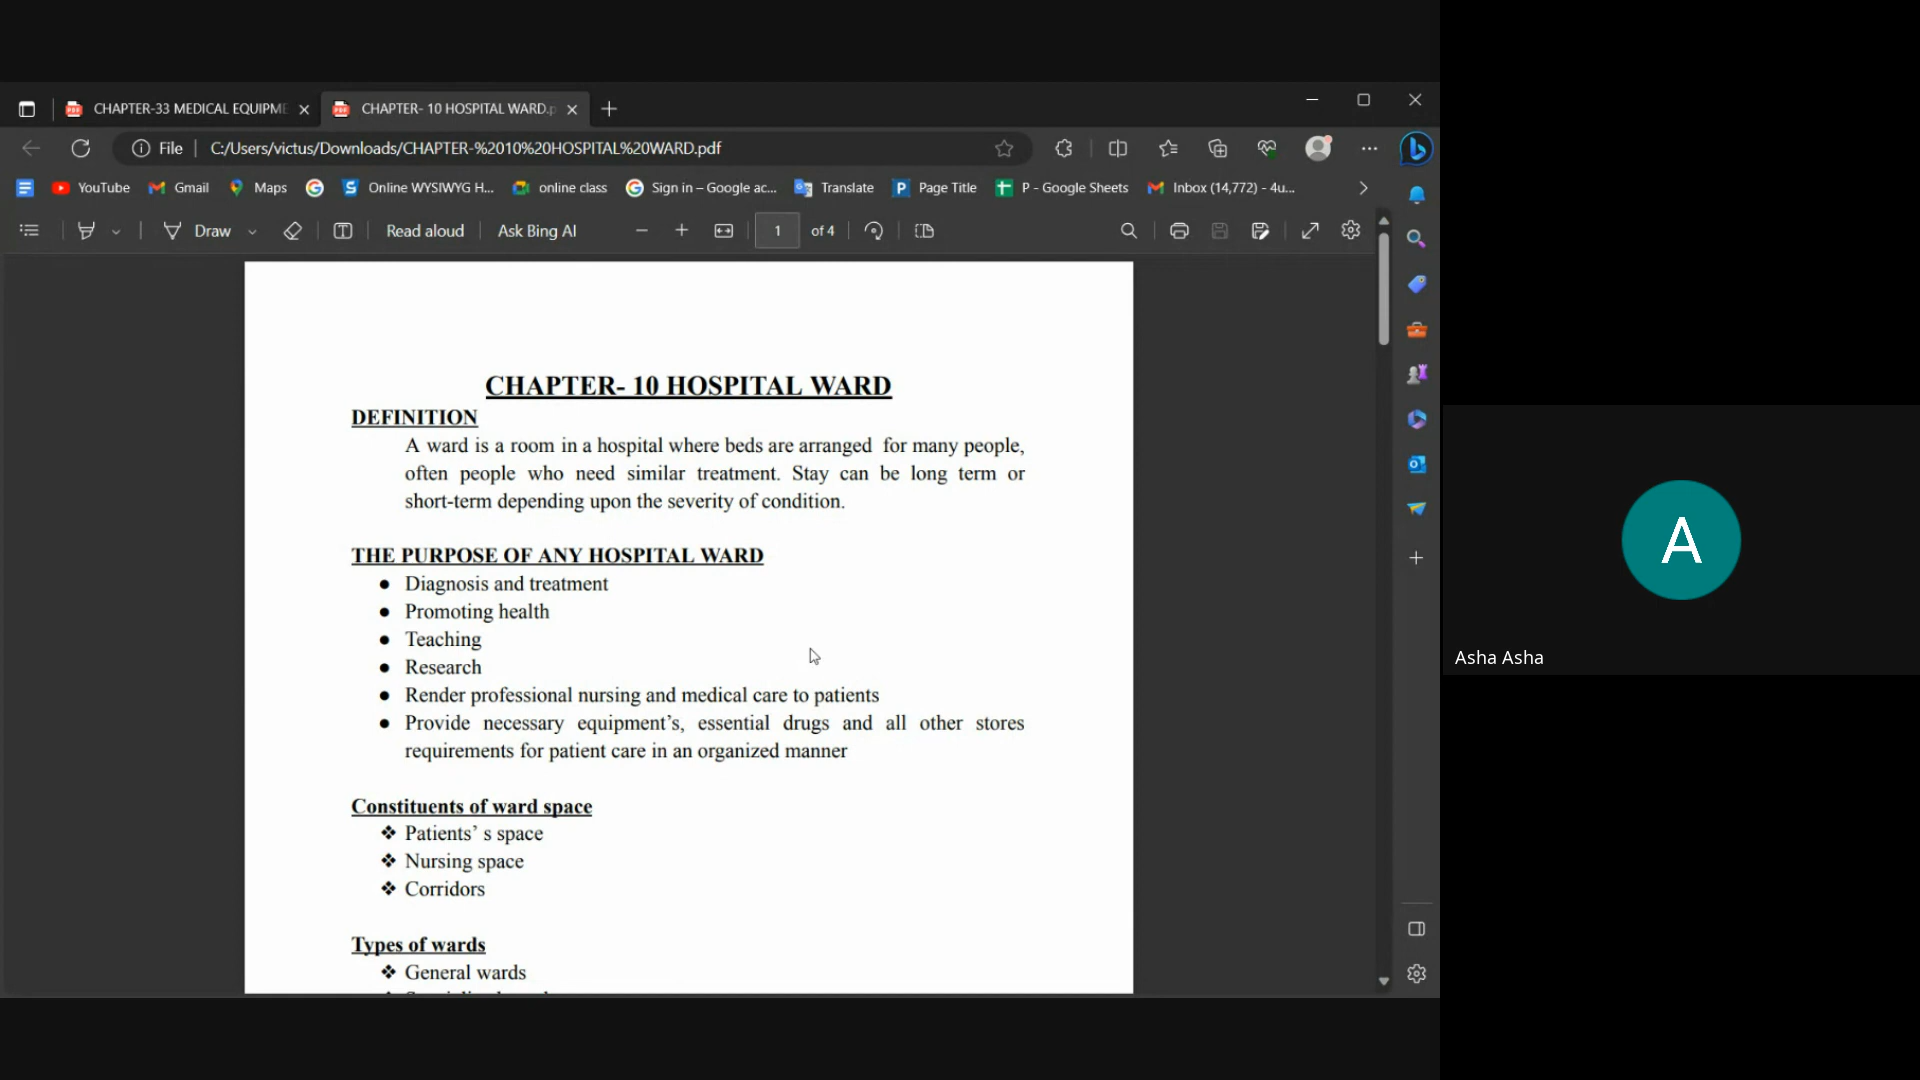 CHAPTER-33 MEDICAL EQUIPME
CHAPTER- 10 HOSPITAL WARD.p
File
C:/Users/victus/Downloads/CHAPTER-%2010%20HOSPITAL%20WARD.pdf
YouTube
Gmail
Maps
Online WYSIWYG H...
online class
Sign in – Google ac...
Translate
Page Title
P - Google Sheets
Inbox (14,772) - 4u...
Draw
Read aloud
Ask Bing AI
1
of 4
CHAPTER- 10 HOSPITAL WARD
DEFINITION
A ward is a room in a hospital where beds are arranged for many people,
often people who need similar treatment. Stay can be long term or
short-term depending upon the severity of condition.
THE PURPOSE OF ANY HOSPITAL WARD
● Diagnosis and treatment
● Promoting health
● Teaching
● Research
● Render professional nursing and medical care to patients
● Provide necessary equipment’s, essential drugs and all other stores
requirements for patient care in an organized manner
Constituents of ward space
❖ Patients’ s space
❖ Nursing space
❖ Corridors
Types of wards
❖ General wards
A
Asha Asha